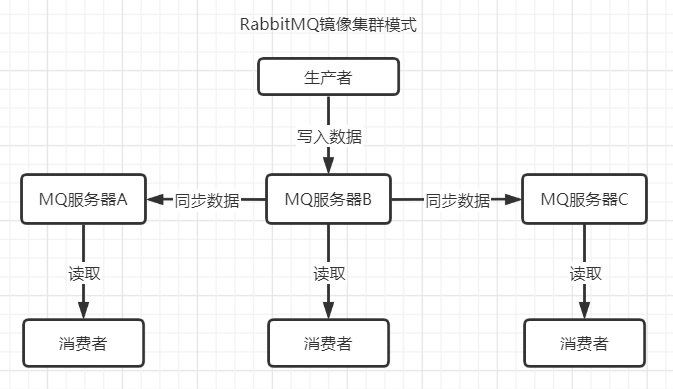 RabbitMQ镜像集群模式
生产者
写入数据
MQ服务器A
同步数据
MQ服务器B
同步数据
MQ服务器C
读取
读取
读取
消费者
消费者
消费者